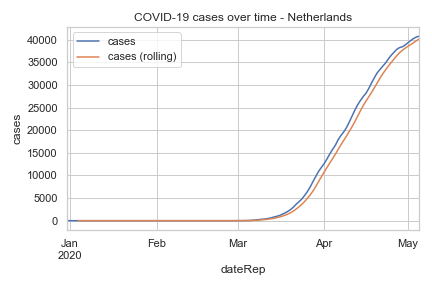 COVID-19 cases over time - Netherlands
cases
cases (rolling)
40000
35000
30000
25000
20000
15000
10000
5000
0
cases
Jan Feb Mar Apr May
2020
dateRep